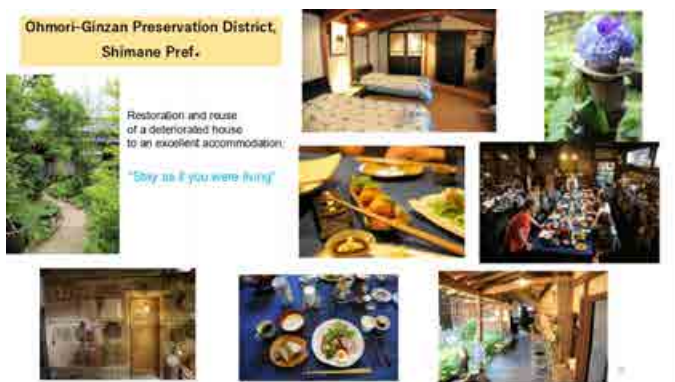 Ohmori-Ginzan Preservation District,
Shimane Pref.
Restoration and reuse
of a deteriorated house
to an excellent accommodation;
"Stay as if you were living"